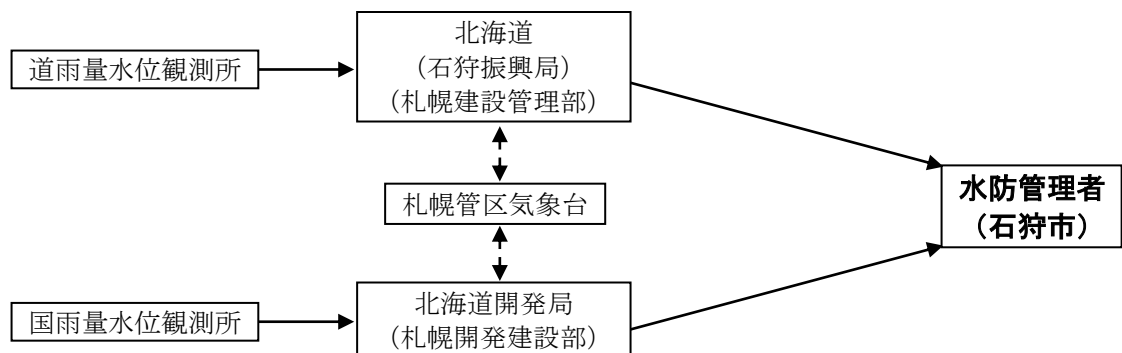 北海道
（石狩振興局）
（札幌建設管理部）
道雨量水位観測所
札幌管区気象台
水防管理者
（石狩市）
北海道開発局
（札幌開発建設部）
国雨量水位観測所